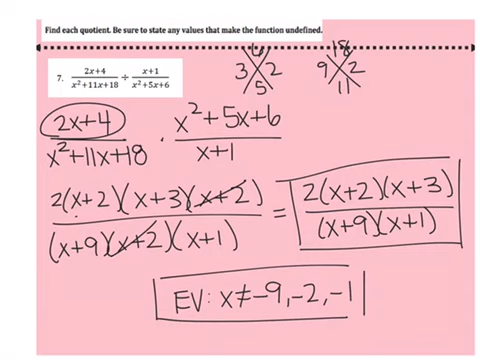 Find each quotient. Be sure to state any values that make the function undefined.
6
3 2
5
18
9 2
11
7. (2x+4)/(x²+11x+18) ÷ (x+1)/(x²+5x+6)
(2x+4)/(x²+11x+18) · (x²+5x+6)/(x+1)
2(x+2)(x+3)(x+2)/(x+9)(x+2)(x+1) = 2(x+2)(x+3)/(x+9)(x+1)
EV: x≠-9,-2,-1